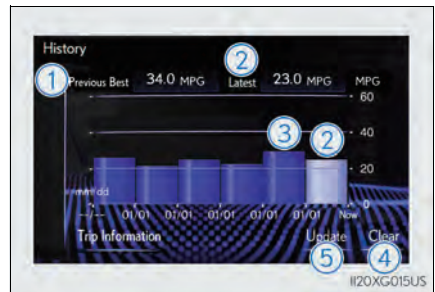 History
2
1 Previous Best 34.0 MPG Latest 23.0 MPG MPG
60
3 2 40
20
mm/dd 0
--/-- 01/01 01/01 01/01 01/01 01/01 Now
Trip Information Update Clear
5 4
II20XG015US